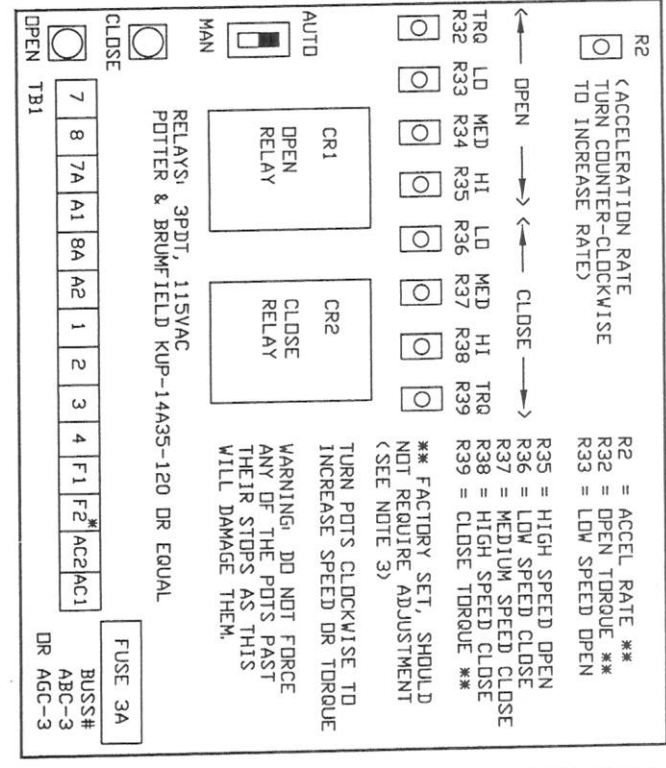 R2
(ACCELERATION RATE
TURN COUNTER-CLOCKWISE
TO INCREASE RATE)
R2 = ACCEL RATE **
R32 = OPEN TORQUE **
R33 = LOW SPEED OPEN
R35 = HIGH SPEED OPEN
R36 = LOW SPEED CLOSE
R37 = MEDIUM SPEED CLOSE
R38 = HIGH SPEED CLOSE
R39 = CLOSE TORQUE **
OPEN CLOSE
TRQ LO MED HI LO MED HI TRQ
R32 R33 R34 R35 R36 R37 R38 R39
** FACTORY SET, SHOULD
NOT REQUIRE ADJUSTMENT
(SEE NOTE 3)
AUTO
MAN
CR1
OPEN
RELAY
CR2
CLOSE
RELAY
TURN POTS CLOCKWISE TO
INCREASE SPEED OR TORQUE
WARNING: DO NOT FORCE
ANY OF THE POTS PAST
THEIR STOPS AS THIS
WILL DAMAGE THEM.
RELAYS: 3PDT, 115VAC
POTTER & BRUMFIELD KUP-14A35-120 OR EQUAL
CLOSE
OPEN
TB1
7 8 7A A1 8A A2 1 2 3 4 F1 F2* AC2 AC1
FUSE 3A
BUSS#
ABC-3
OR AGC-3